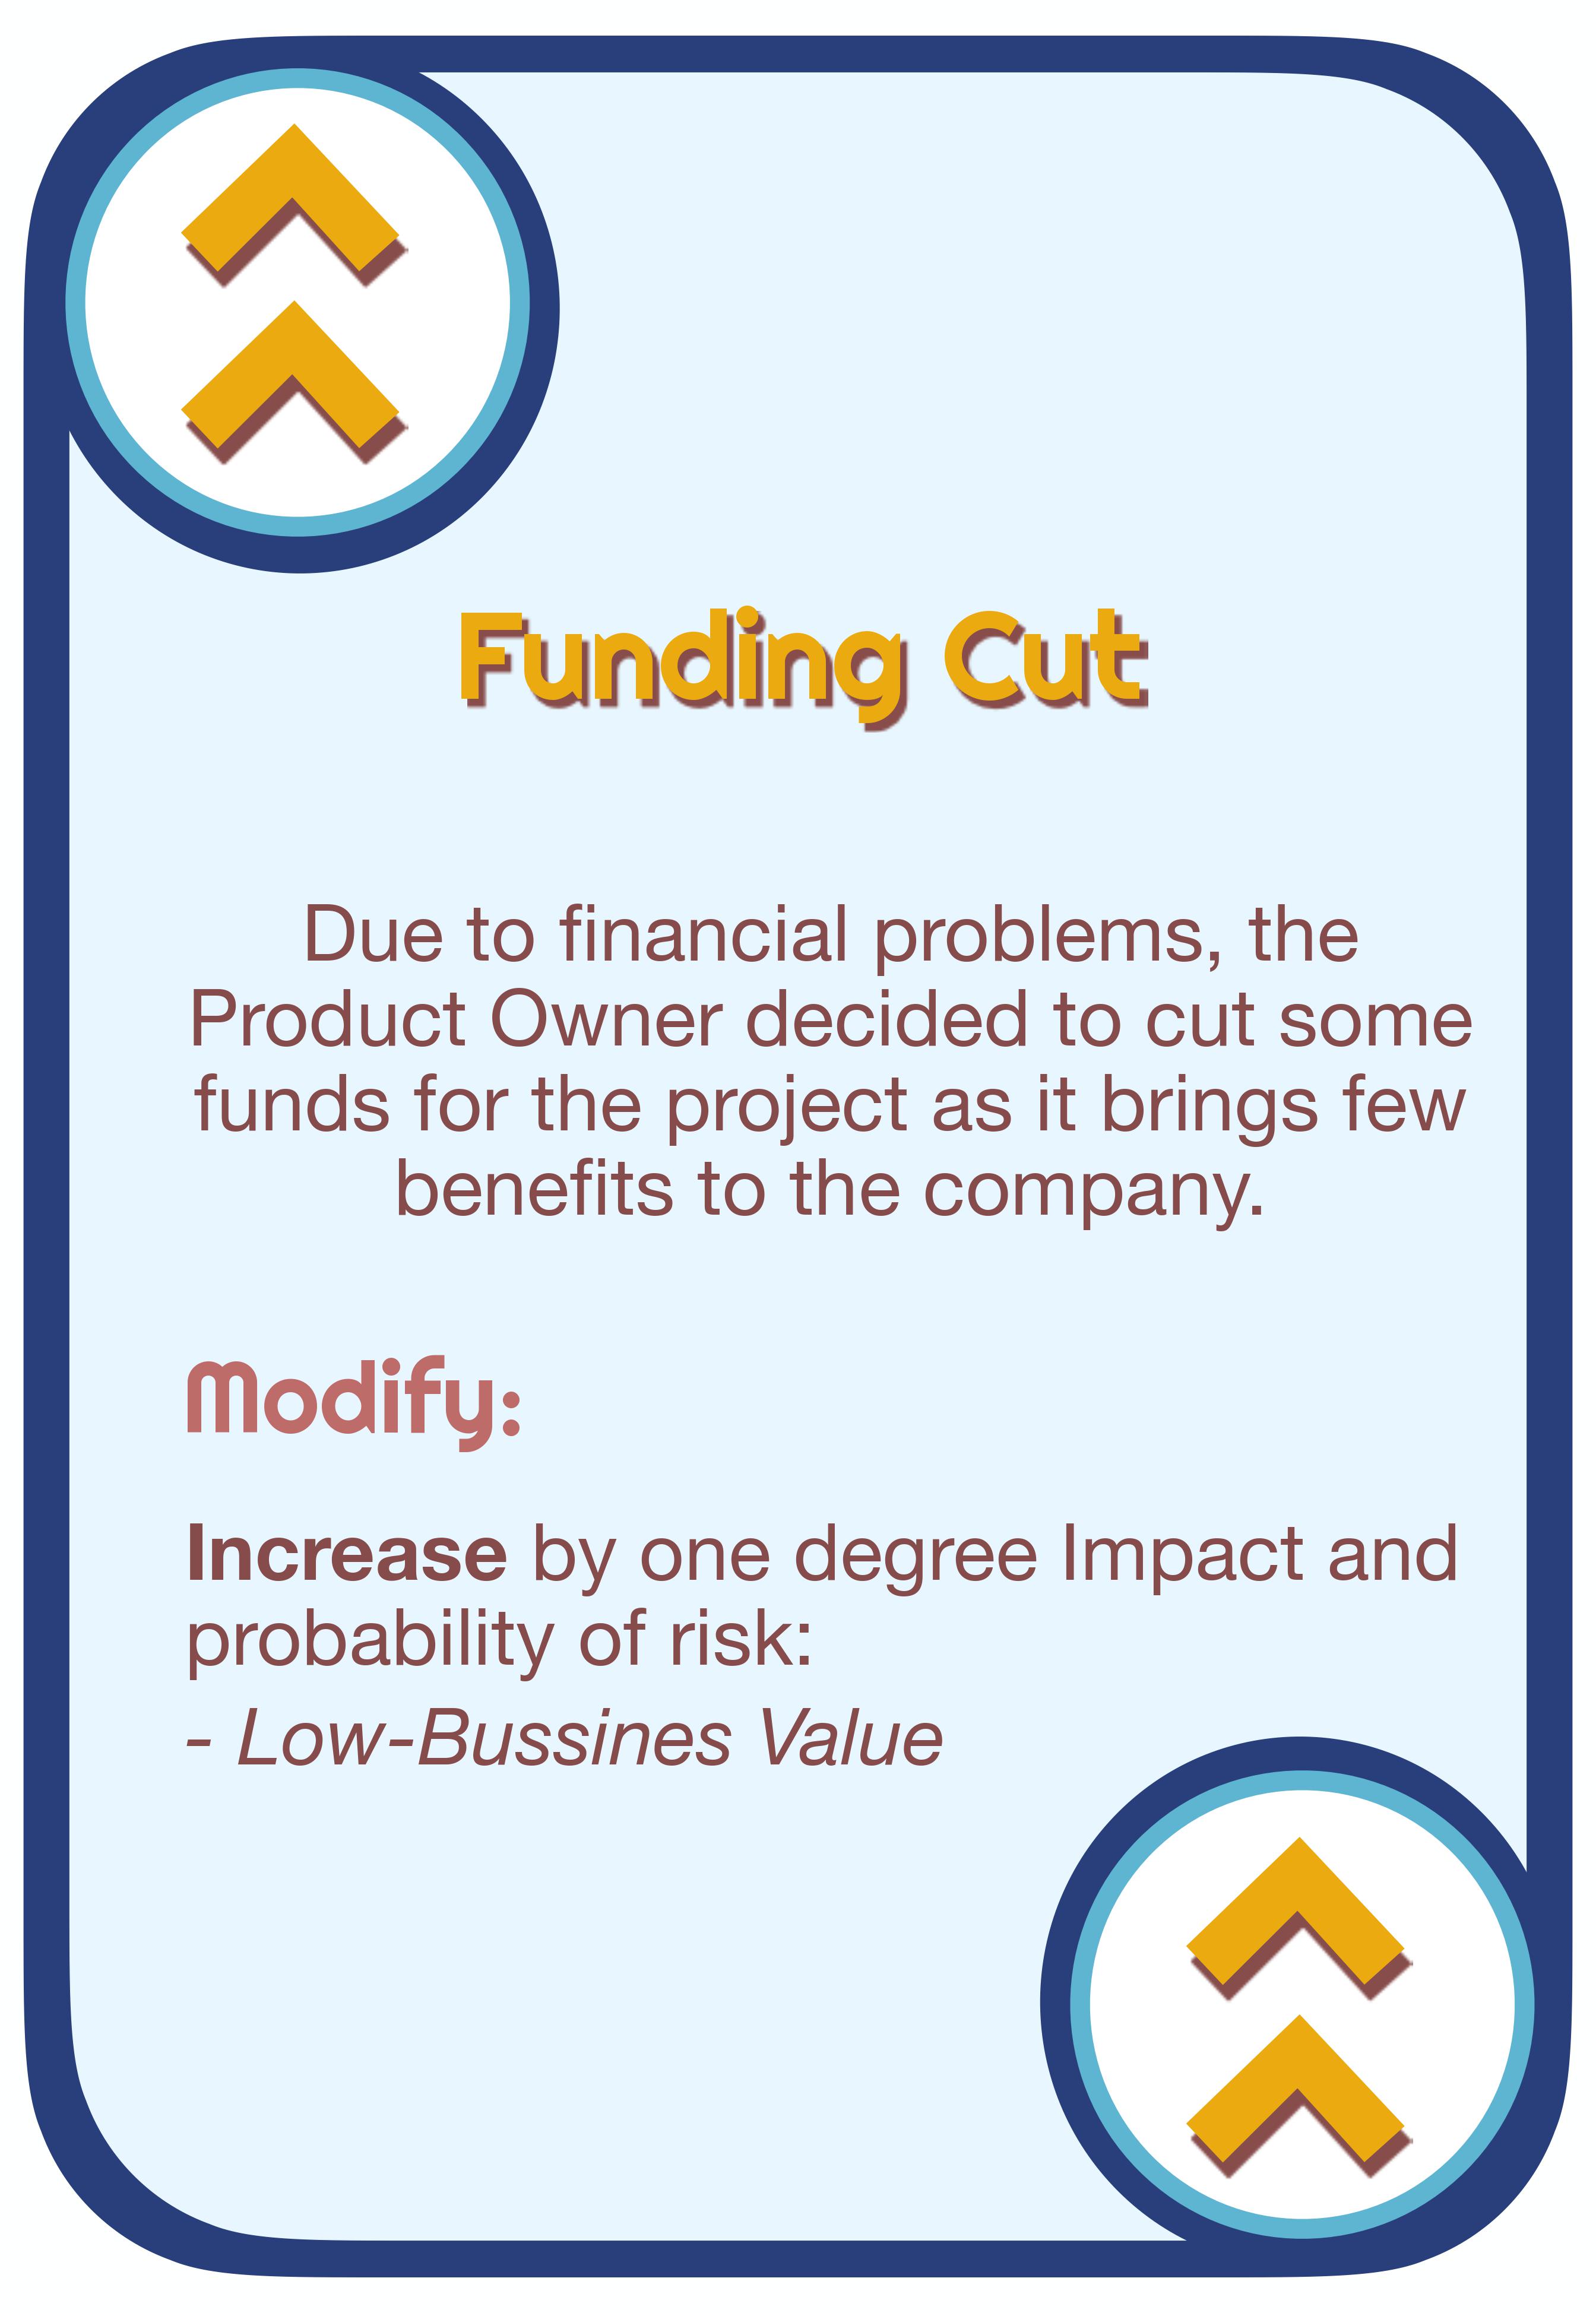 Funding Cut
Due to financial problems, the
Product Owner decided to cut some
funds for the project as it brings few
benefits to the company.
Modify:
Increase by one degree Impact and
probability of risk:
- Low-Bussines Value